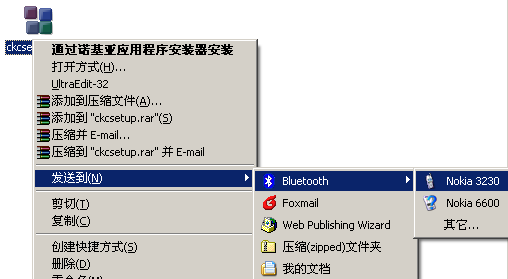 ckcse
通过诺基亚应用程序安装器安装
打开方式(H)...
UltraEdit-32
添加到压缩文件(A)...
添加到 "ckcsetup.rar"(S)
压缩并 E-mail...
压缩到 "ckcsetup.rar" 并 E-mail
发送到(N)
Bluetooth
Nokia 3230
Foxmail
Nokia 6600
剪切(T)
Web Publishing Wizard
其它...
复制(C)
压缩(zipped)文件夹
创建快捷方式(S)
我的文档
删除(D)